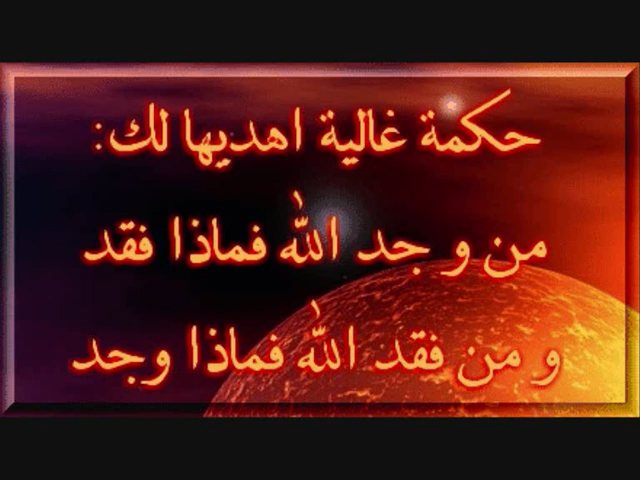 حكمة غالية اهديها لك:
من و جد الله فماذا فقد
و من فقد الله فماذا وجد